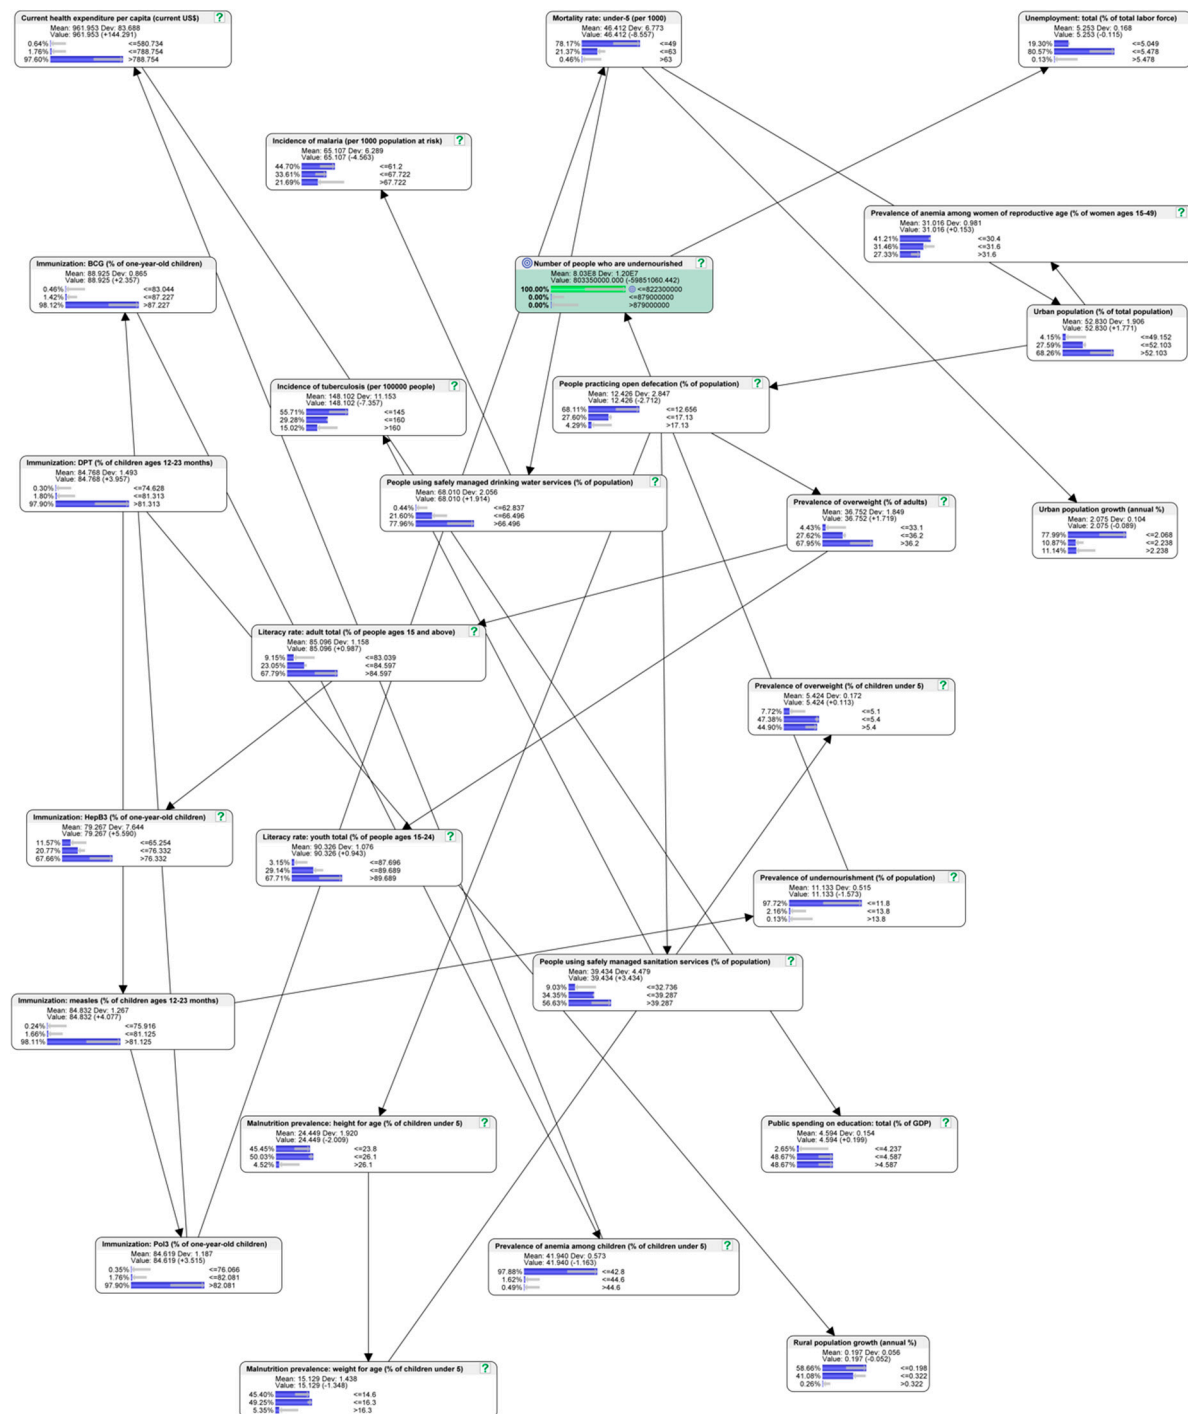 Current health expenditure per capita (current US$) ?
Mean: 961.953 Dev: 83.688
Value: 961.953 (+144.291)
0.64% <=580.734
1.76% <=788.754
97.60% >788.754
Mortality rate: under-5 (per 1000) ?
Mean: 46.412 Dev: 6.773
Value: 46.412 (-8.557)
78.17% <=49
21.37% <=63
0.46% >63
Unemployment: total (% of total labor force) ?
Mean: 5.253 Dev: 0.168
Value: 5.253 (-0.115)
19.30% <=5.049
80.57% <=5.478
0.13% >5.478
Incidence of malaria (per 1000 population at risk) ?
Mean: 65.107 Dev: 6.289
Value: 65.107 (-4.563)
44.70% <=61.2
33.61% <=67.722
21.69% >67.722
Prevalence of anemia among women of reproductive age (% of women ages 15-49) ?
Mean: 31.016 Dev: 0.981
Value: 31.016 (+0.153)
41.21% <=30.4
31.46% <=31.6
27.33% >31.6
Immunization: BCG (% of one-year-old children) ?
Mean: 88.925 Dev: 0.865
Value: 88.925 (+2.357)
0.46% <=83.044
1.42% <=87.227
98.12% >87.227
Number of people who are undernourished ?
Mean: 8.03E8 Dev: 1.20E7
Value: 803350000.000 (-59851060.442)
100.00% <=822300000
0.00% <=879000000
0.00% >879000000
Urban population (% of total population) ?
Mean: 52.830 Dev: 1.906
Value: 52.830 (+1.771)
4.15% <=49.152
27.59% <=52.103
68.26% >52.103
Incidence of tuberculosis (per 100000 people) ?
Mean: 148.102 Dev: 11.153
Value: 148.102 (-7.357)
55.71% <=145
29.28% <=160
15.02% >160
People practicing open defecation (% of population) ?
Mean: 12.426 Dev: 2.847
Value: 12.426 (-2.712)
68.11% <=12.656
27.60% <=17.13
4.29% >17.13
Immunization: DPT (% of children ages 12-23 months) ?
Mean: 84.768 Dev: 1.493
Value: 84.768 (+3.957)
0.30% <=74.628
1.80% <=81.313
97.90% >81.313
People using safely managed drinking water services (% of population) ?
Mean: 68.010 Dev: 2.056
Value: 68.010 (+1.914)
0.44% <=62.837
21.60% <=66.496
77.96% >66.496
Prevalence of overweight (% of adults) ?
Mean: 36.752 Dev: 1.849
Value: 36.752 (+1.719)
4.43% <=33.1
27.62% <=36.2
67.95% >36.2
Urban population growth (annual %) ?
Mean: 2.075 Dev: 0.104
Value: 2.075 (-0.089)
77.99% <=2.068
10.87% <=2.238
11.14% >2.238
Literacy rate: adult total (% of people ages 15 and above) ?
Mean: 85.096 Dev: 1.158
Value: 85.096 (+0.987)
9.15% <=83.039
23.05% <=84.597
67.79% >84.597
Prevalence of overweight (% of children under 5) ?
Mean: 5.424 Dev: 0.172
Value: 5.424 (+0.113)
7.72% <=5.1
47.38% <=5.4
44.90% >5.4
Immunization: HepB3 (% of one-year-old children) ?
Mean: 79.267 Dev: 7.644
Value: 79.267 (+5.590)
11.57% <=65.254
20.77% <=76.332
67.66% >76.332
Literacy rate: youth total (% of people ages 15-24) ?
Mean: 90.326 Dev: 1.076
Value: 90.326 (+0.943)
3.15% <=87.696
29.14% <=89.689
67.71% >89.689
Prevalence of undernourishment (% of population) ?
Mean: 11.133 Dev: 0.515
Value: 11.133 (-1.573)
97.72% <=11.8
2.16% <=13.8
0.13% >13.8
People using safely managed sanitation services (% of population) ?
Mean: 39.434 Dev: 4.479
Value: 39.434 (+3.434)
9.03% <=32.736
34.35% <=39.287
56.63% >39.287
Immunization: measles (% of children ages 12-23 months) ?
Mean: 84.832 Dev: 1.267
Value: 84.832 (+4.077)
0.24% <=75.916
1.66% <=81.125
98.11% >81.125
Malnutrition prevalence: height for age (% of children under 5) ?
Mean: 24.449 Dev: 1.920
Value: 24.449 (-2.009)
45.45% <=23.8
50.03% <=26.1
4.52% >26.1
Public spending on education: total (% of GDP) ?
Mean: 4.594 Dev: 0.154
Value: 4.594 (+0.199)
2.65% <=4.237
48.67% <=4.587
48.67% >4.587
Immunization: Pol3 (% of one-year-old children) ?
Mean: 84.619 Dev: 1.187
Value: 84.619 (+3.515)
0.35% <=76.066
1.76% <=82.081
97.90% >82.081
Prevalence of anemia among children (% of children under 5) ?
Mean: 41.940 Dev: 0.573
Value: 41.940 (-1.163)
97.88% <=42.8
1.62% <=44.6
0.49% >44.6
Rural population growth (annual %) ?
Mean: 0.197 Dev: 0.056
Value: 0.197 (-0.052)
58.66% <=0.198
41.08% <=0.322
0.26% >0.322
Malnutrition prevalence: weight for age (% of children under 5) ?
Mean: 15.129 Dev: 1.438
Value: 15.129 (-1.348)
45.40% <=14.6
49.25% <=16.3
5.35% >16.3